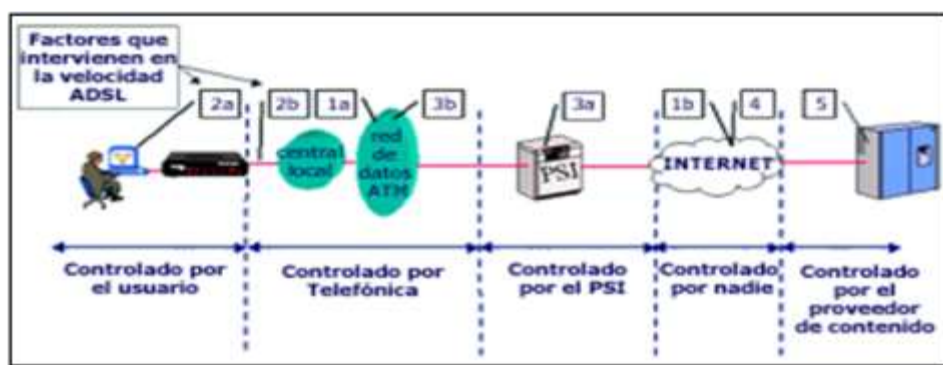 Factores que
intervienen en
la velocidad
ADSL
2a
2b
1a
3b
3a
1b
4
5
central
local
red
de
datos
ATM
PSI
INTERNET
Controlado por
el usuario
Controlado por
Telefónica
Controlado
por el PSI
Controlado
por nadie
Controlado
por el
proveedor
de contenido